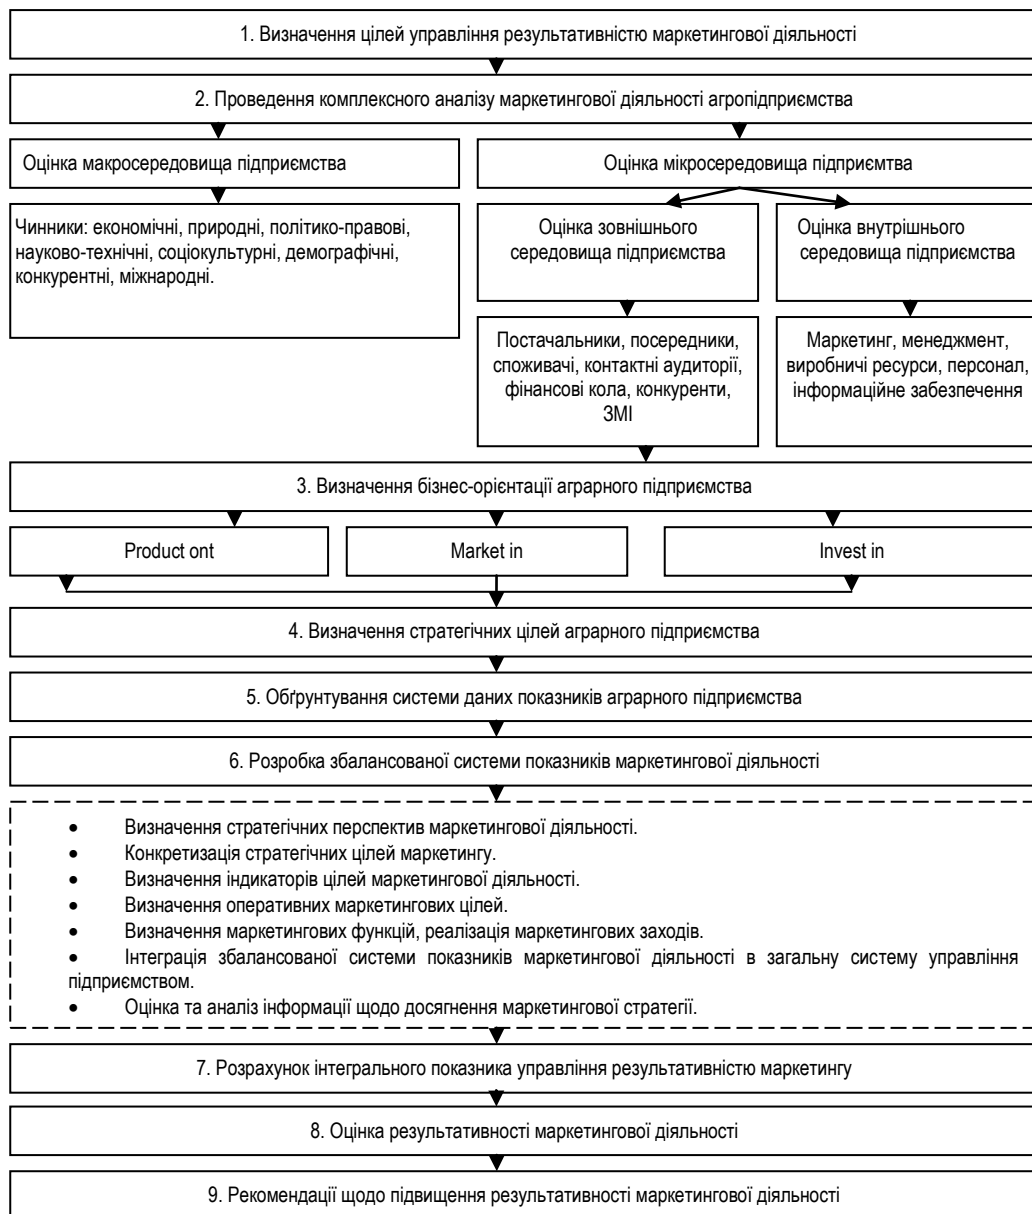 1. Визначення цілей управління результативністю маркетингової діяльності
2. Проведення комплексного аналізу маркетингової діяльності агропідприємства
Оцінка макросередовища підприємства
Чинники: економічні, природні, політико-правові,
науково-технічні, соціокультурні, демографічні,
конкурентні, міжнародні.
Оцінка мікросередовища підприємтва
Оцінка зовнішнього
середовища підприємства
Постачальники, посередники,
споживачі, контактні аудиторії,
фінансові кола, конкуренти,
ЗМІ
Оцінка внутрішнього
середовища підприємства
Маркетинг, менеджмент,
виробничі ресурси, персонал,
інформаційне забезпечення
3. Визначення бізнес-орієнтації аграрного підприємства
Product ont
Market in
Invest in
4. Визначення стратегічних цілей аграрного підприємства
5. Обґрунтування системи даних показників аграрного підприємства
6. Розробка збалансованої системи показників маркетингової діяльності
• Визначення стратегічних перспектив маркетингової діяльності.
• Конкретизація стратегічних цілей маркетингу.
• Визначення індикаторів цілей маркетингової діяльності.
• Визначення оперативних маркетингових цілей.
• Визначення маркетингових функцій, реалізація маркетингових заходів.
• Інтеграція збалансованої системи показників маркетингової діяльності в загальну систему управління
підприємством.
• Оцінка та аналіз інформації щодо досягнення маркетингової стратегії.
7. Розрахунок інтегрального показника управління результативністю маркетингу
8. Оцінка результативності маркетингової діяльності
9. Рекомендації щодо підвищення результативності маркетингової діяльності